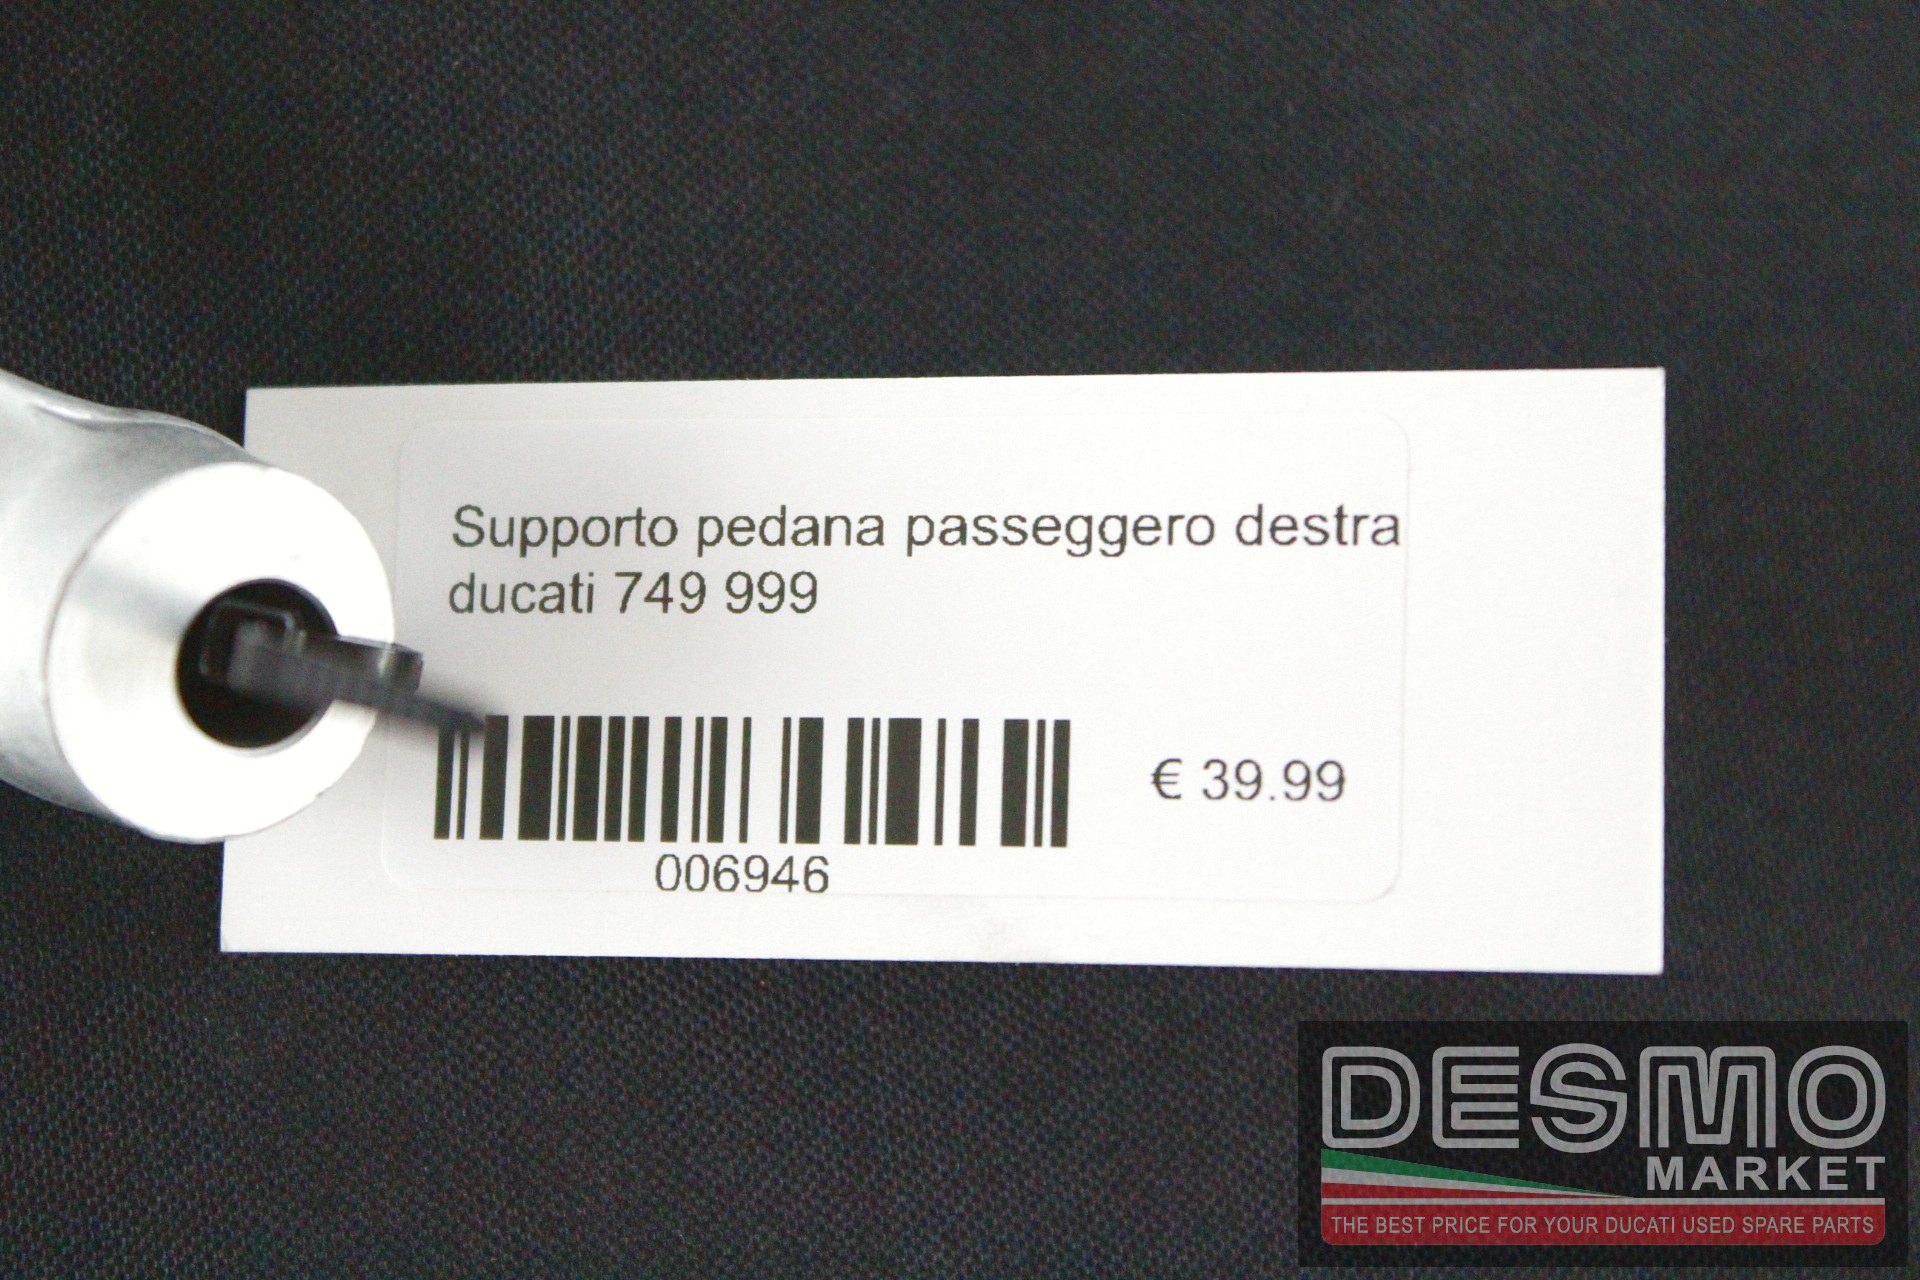 Supporto pedana passeggero destra
ducati 749 999
€ 39.99
006946
DESMO
MARKET
THE BEST PRICE FOR YOUR DUCATI USED SPARE PARTS